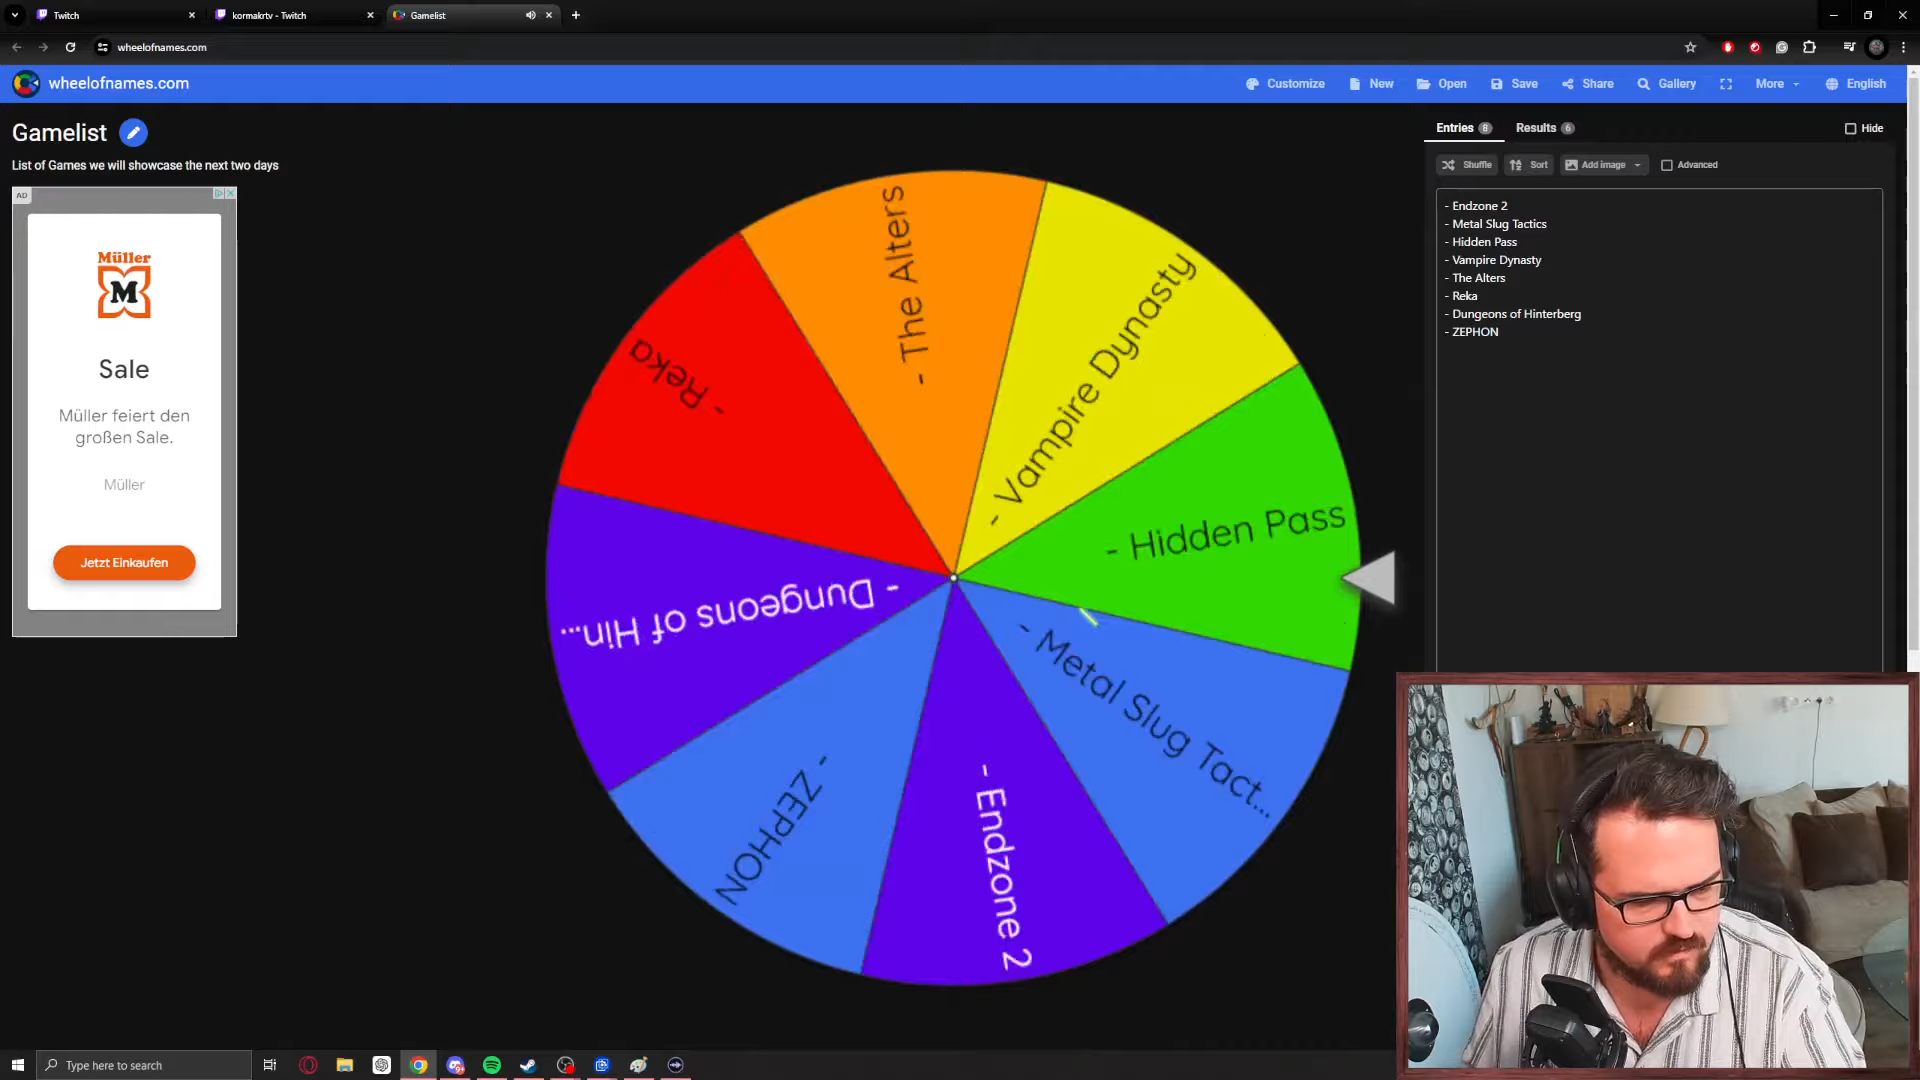 Twitch
kormakrtv - Twitch
Gamelist
wheelofnames.com
wheelofnames.com
Customize
New
Open
Save
Share
Gallery
More
English
Gamelist
List of Games we will showcase the next two days
AD
Müller
M
Sale
Müller feiert den
großen Sale.
Müller
Jetzt Einkaufen
- The Alters
- Vampire Dynasty
- Hidden Pass
- Metal Slug Tact...
- Endzone 2
- ZEPHON
- Dungeons of Hin...
- Reka
Entries 8
Results 6
Hide
Shuffle
Sort
Add image
Advanced
- Endzone 2
- Metal Slug Tactics
- Hidden Pass
- Vampire Dynasty
- The Alters
- Reka
- Dungeons of Hinterberg
- ZEPHON
Type here to search